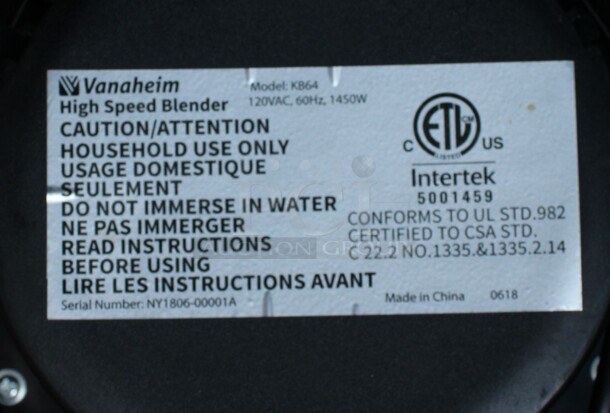 Vanaheim
High Speed Blender
Model: KB64
120VAC, 60Hz, 1450W
CAUTION/ATTENTION
HOUSEHOLD USE ONLY
USAGE DOMESTIQUE
SEULEMENT
DO NOT IMMERSE IN WATER
NE PAS IMMERGER
READ INSTRUCTIONS
BEFORE USING
LIRE LES INSTRUCTIONS AVANT
Serial Number: NY1806-00001A
C ETL US
LISTED
Intertek
5001459
CONFORMS TO UL STD.982
CERTIFIED TO CSA STD.
C 22.2 NO.1335.&1335.2.14
Made in China 0618